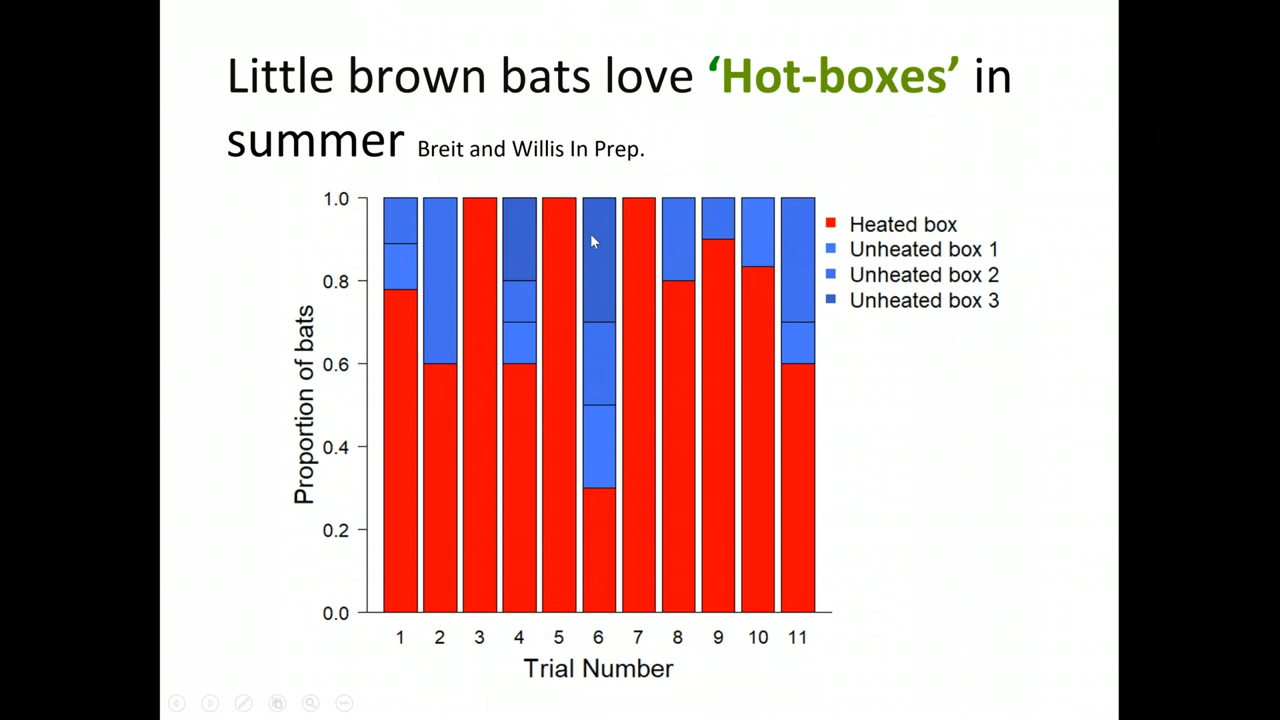 Little brown bats love ‘Hot-boxes’ in
summer Breit and Willis In Prep.
1.0
0.8
0.6
0.4
0.2
0.0
Proportion of bats
Heated box
Unheated box 1
Unheated box 2
Unheated box 3
1 2 3 4 5 6 7 8 9 10 11
Trial Number